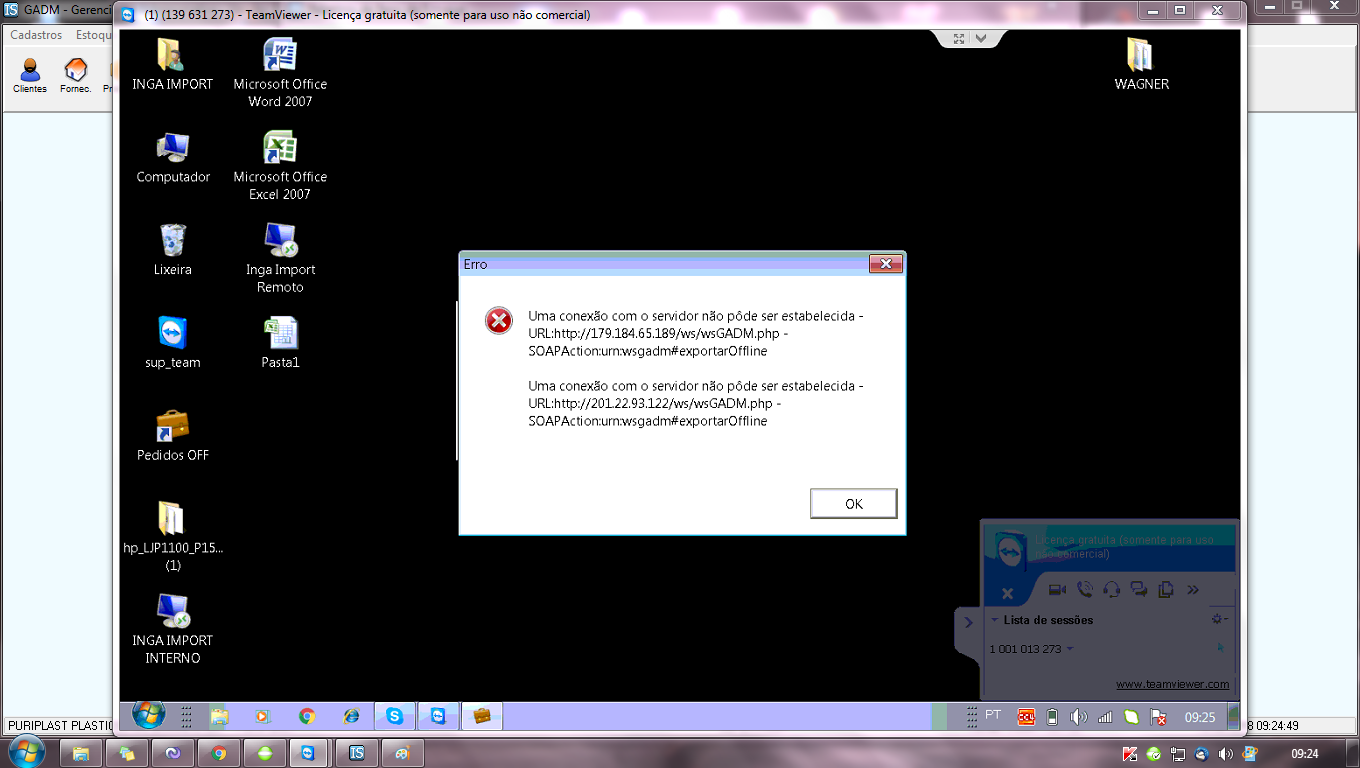 GADM - Gerenci
(1) (139 631 273) - TeamViewer - Licença gratuita (somente para uso não comercial)
Cadastros Estoqu
Clientes Fornec. Pr
INGA IMPORT
Microsoft Office
Word 2007
WAGNER
Computador
Microsoft Office
Excel 2007
Lixeira
Inga Import
Remoto
sup_team
Pasta1
Pedidos OFF
hp_LJP1100_P15...
(1)
INGA IMPORT
INTERNO
Erro
Uma conexão com o servidor não pôde ser estabelecida -
URL:http://179.184.65.189/ws/wsGADM.php -
SOAPAction:urn:wsgadm#exportarOffline
Uma conexão com o servidor não pôde ser estabelecida -
URL:http://201.22.93.122/ws/wsGADM.php -
SOAPAction:urn:wsgadm#exportarOffline
OK
Licença gratuita (somente para uso
não comercial)
Lista de sessões
1 001 013 273
www.teamviewer.com
PT
CCL
09:25
PURIPLAST PLASTIC
8 09:24:49
IS
09:24